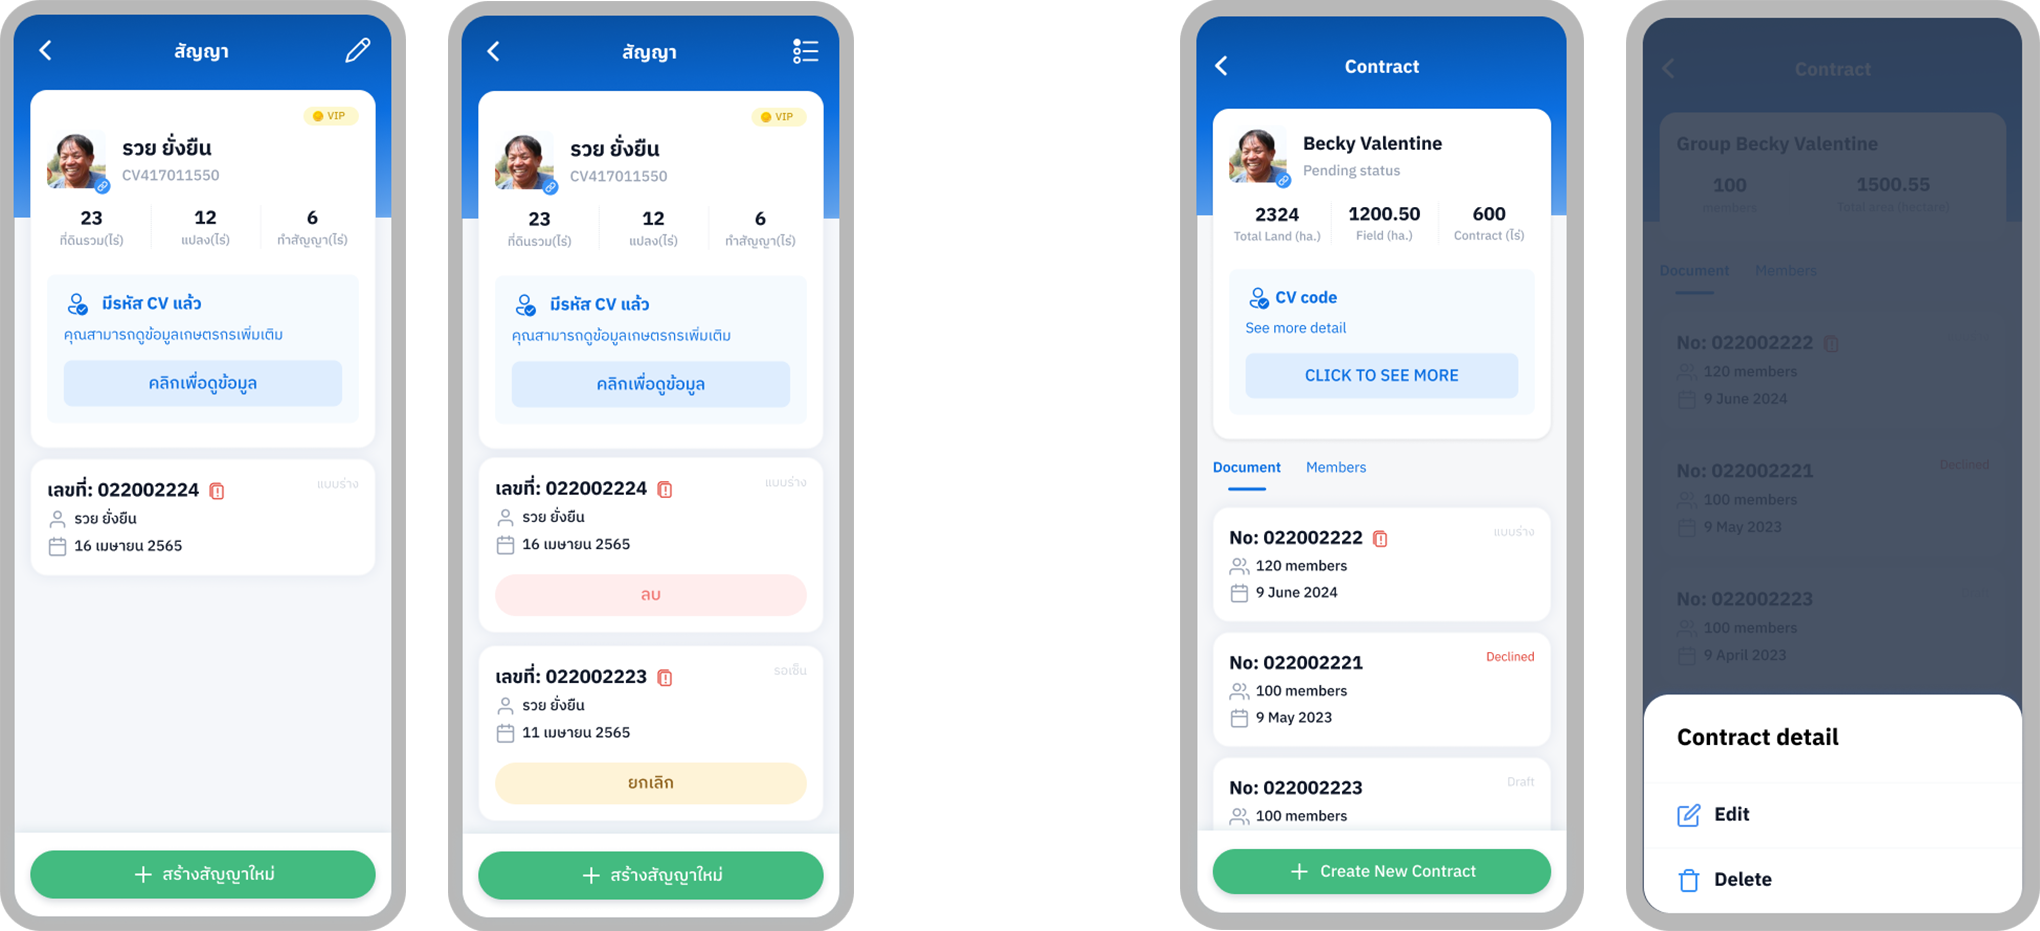 สัญญา
VIP
รวย ยั่งยืน
CV417011550
23
12
6
ที่ดินรวม(ไร่)
แปลง(ไร่)
ทำสัญญา(ไร่)
มีรหัส CV แล้ว
คุณสามารถดูข้อมูลเกษตรกรเพิ่มเติม
คลิกเพื่อดูข้อมูล
เลขที่: 022002224
แบบร่าง
รวย ยั่งยืน
16 เมษายน 2565
สร้างสัญญาใหม่
สัญญา
VIP
รวย ยั่งยืน
CV417011550
23
12
6
ที่ดินรวม(ไร่)
แปลง(ไร่)
ทำสัญญา(ไร่)
มีรหัส CV แล้ว
คุณสามารถดูข้อมูลเกษตรกรเพิ่มเติม
คลิกเพื่อดูข้อมูล
เลขที่: 022002224
แบบร่าง
รวย ยั่งยืน
16 เมษายน 2565
ลบ
เลขที่: 022002223
รอเซ็น
รวย ยั่งยืน
11 เมษายน 2565
ยกเลิก
สร้างสัญญาใหม่
Contract
Becky Valentine
Pending status
2324
1200.50
600
Total Land (ha.)
Field (ha.)
Contract (ไร่)
CV code
See more detail
CLICK TO SEE MORE
Document
Members
No: 022002222
แบบร่าง
120 members
9 June 2024
No: 022002221
Declined
100 members
9 May 2023
No: 022002223
Draft
100 members
Create New Contract
Contract
Group Becky Valentine
100
1500.55
members
Total area (hectare)
Document
Members
No: 022002222
120 members
9 June 2024
No: 022002221
Declined
100 members
9 May 2023
No: 022002223
100 members
9 April 2023
Contract detail
Edit
Delete